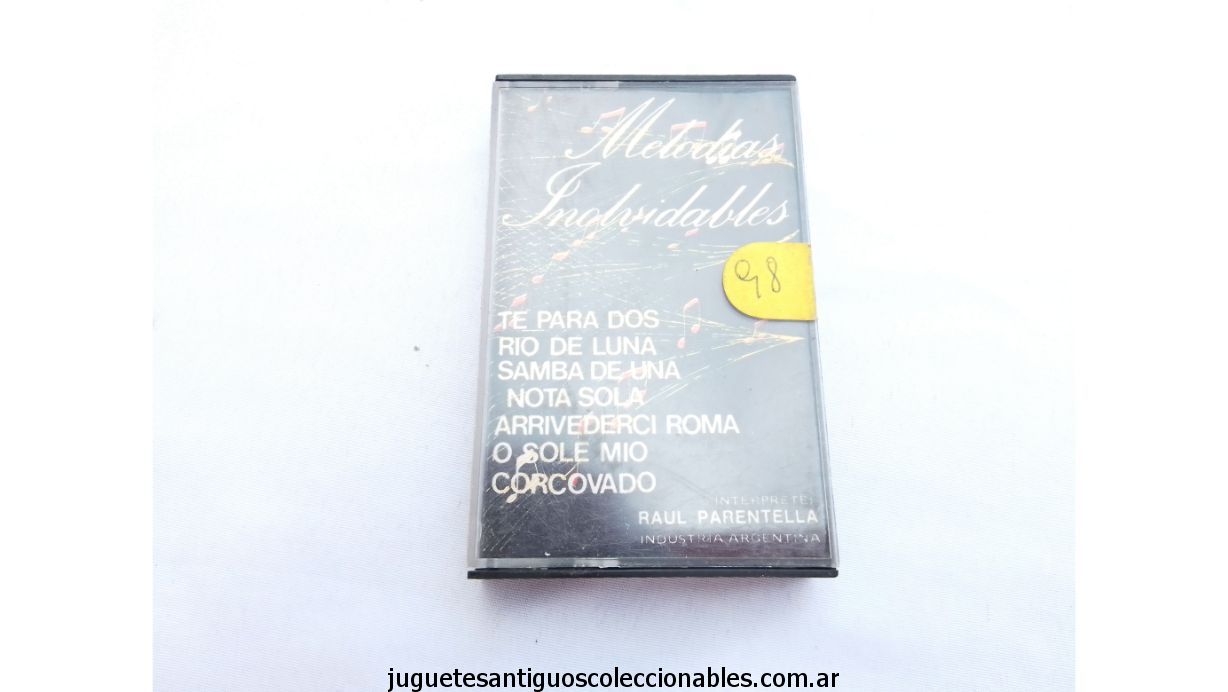 Melodias
Inolvidables
98
TE PARA DOS
RIO DE LUNA
SAMBA DE UNA
NOTA SOLA
ARRIVEDERCI ROMA
O SOLE MIO
CORCOVADO
INTERPRETE:
RAUL PARENTELLA
INDUSTRIA ARGENTINA
juguetesantiguoscoleccionables.com.ar